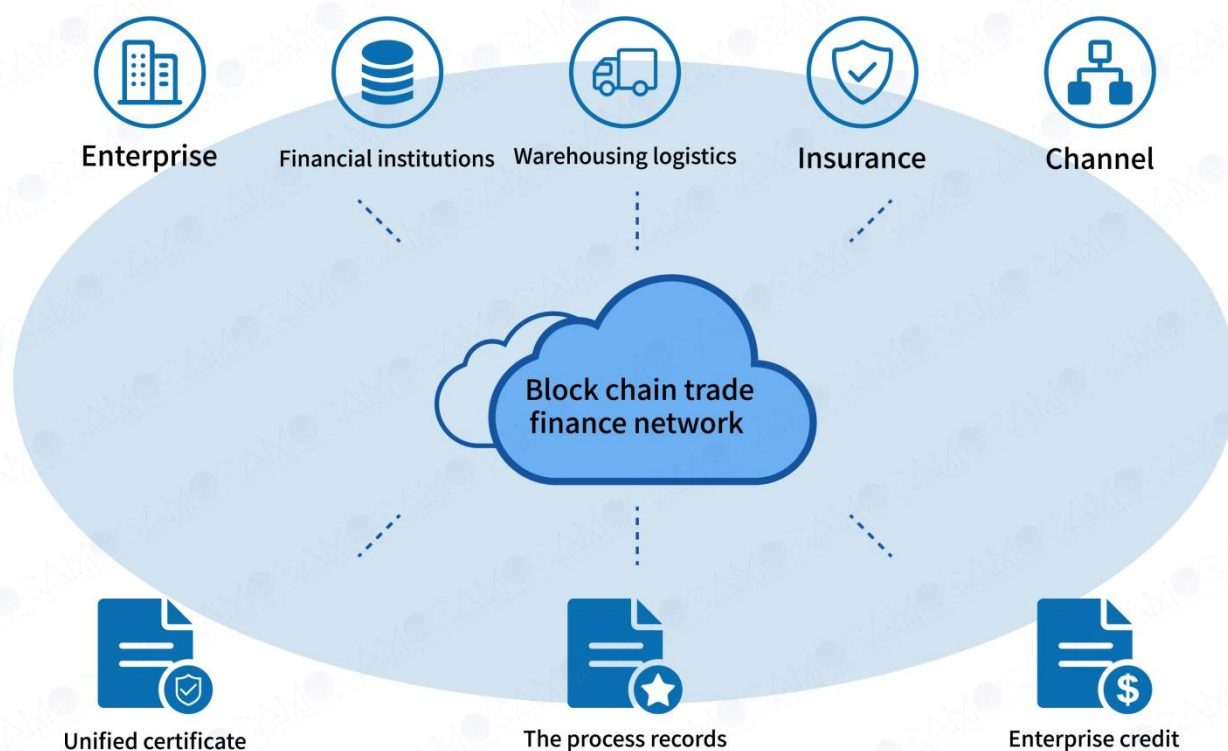 Enterprise
Financial institutions
Warehousing logistics
Insurance
Channel
Block chain trade
finance network
$
Unified certificate
The process records
Enterprise credit